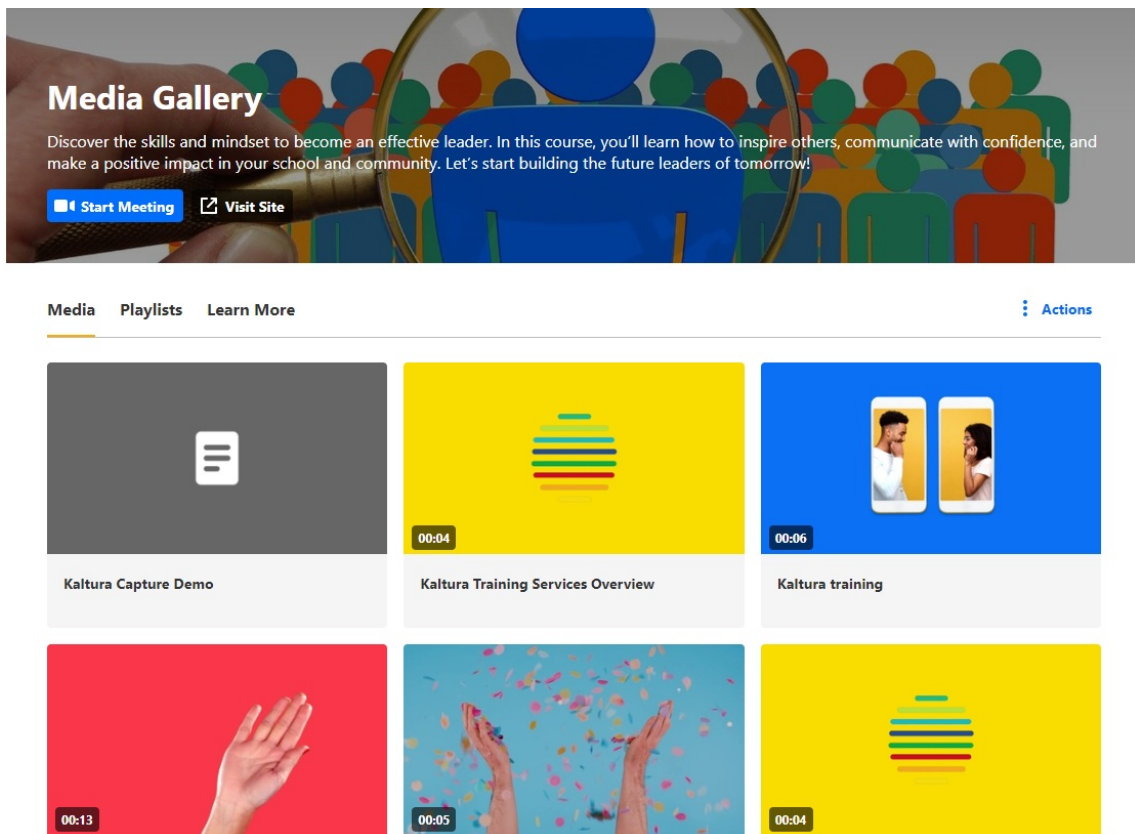 Media Gallery
Discover the skills and mindset to become an effective leader. In this course, you’ll learn how to inspire others, communicate with confidence, and
make a positive impact in your school and community. Let’s start building the future leaders of tomorrow!
Start Meeting Visit Site
Media Playlists Learn More Actions
00:04 00:06
Kaltura Capture Demo Kaltura Training Services Overview Kaltura training
00:13 00:05 00:04